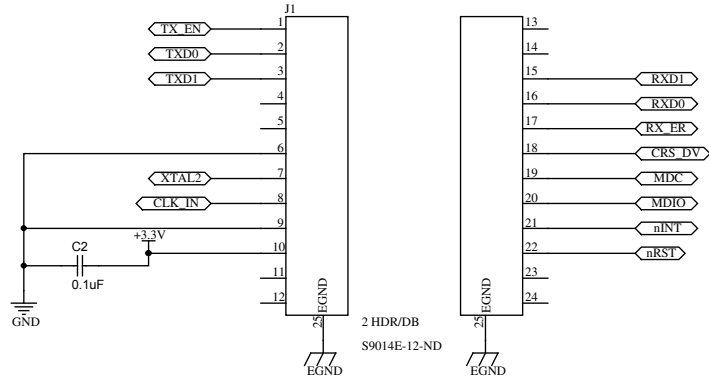 J1
TX_EN 1
TXD0 2
TXD1 3
4
5
6
XTAL2 7
CLK_IN 8
9
+3.3V
10
C2
0.1uF
11
12
GND
25 EGND
EGND
2 HDR/DB
S9014E-12-ND
13
14
15 RXD1
16 RXD0
17 RX_ER
18 CRS_DV
19 MDC
20 MDIO
21 nINT
22 nRST
23
24
25 EGND
EGND